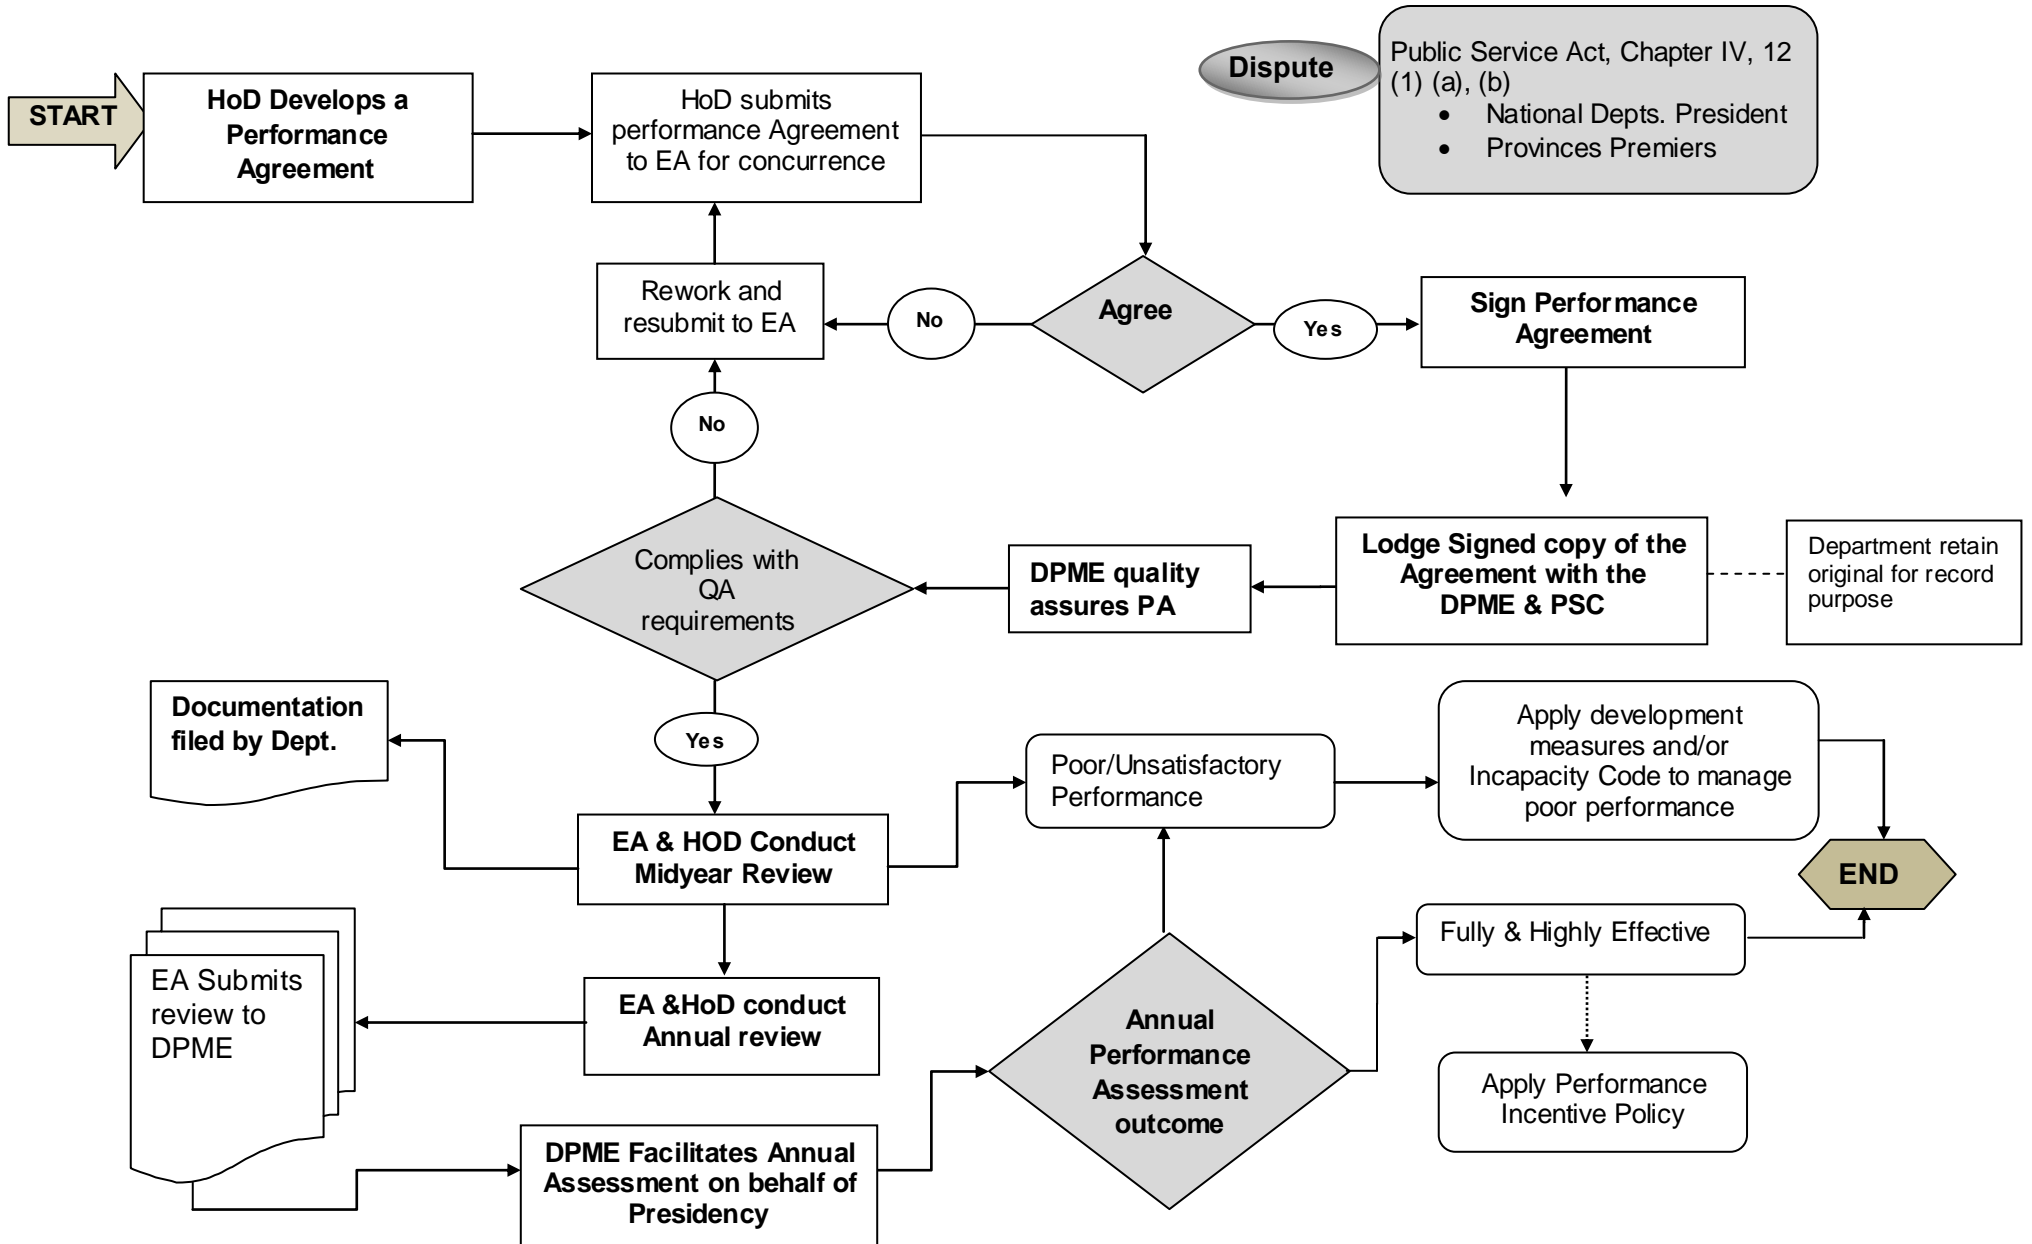 START
HoD Develops a
Performance
Agreement
HoD submits
performance Agreement
to EA for concurrence
Dispute
Public Service Act, Chapter IV, 12
(1) (a), (b)
• National Depts. President
• Provinces Premiers
Rework and
resubmit to EA
No
Agree
Yes
Sign Performance
Agreement
No
Complies with
QA
requirements
DPME quality
assures PA
Lodge Signed copy of the
Agreement with the
DPME & PSC
Department retain
original for record
purpose
Documentation
filed by Dept.
Yes
Poor/Unsatisfactory
Performance
Apply development
measures and/or
Incapacity Code to manage
poor performance
EA & HOD Conduct
Midyear Review
END
Fully & Highly Effective
EA Submits
review to
DPME
EA &HoD conduct
Annual review
Annual
Performance
Assessment
outcome
Apply Performance
Incentive Policy
DPME Facilitates Annual
Assessment on behalf of
Presidency